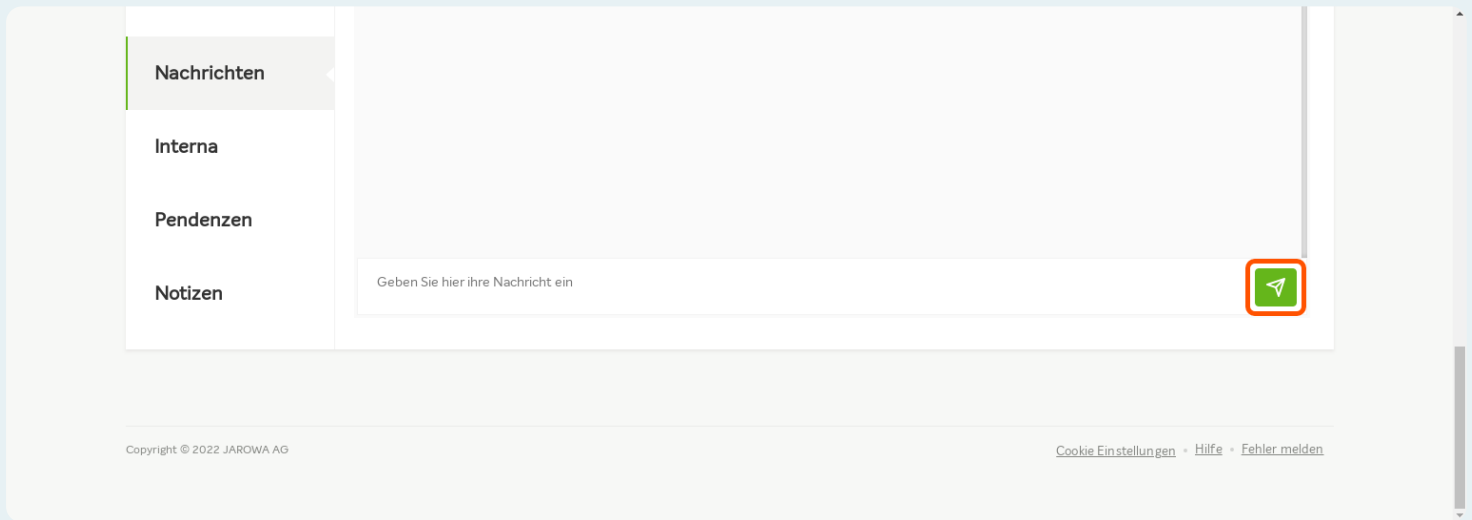 Nachrichten
Interna
Pendenzen
Notizen
Geben Sie hier ihre Nachricht ein
Copyright © 2022 JAROWA AG
Cookie Einstellungen • Hilfe • Fehler melden